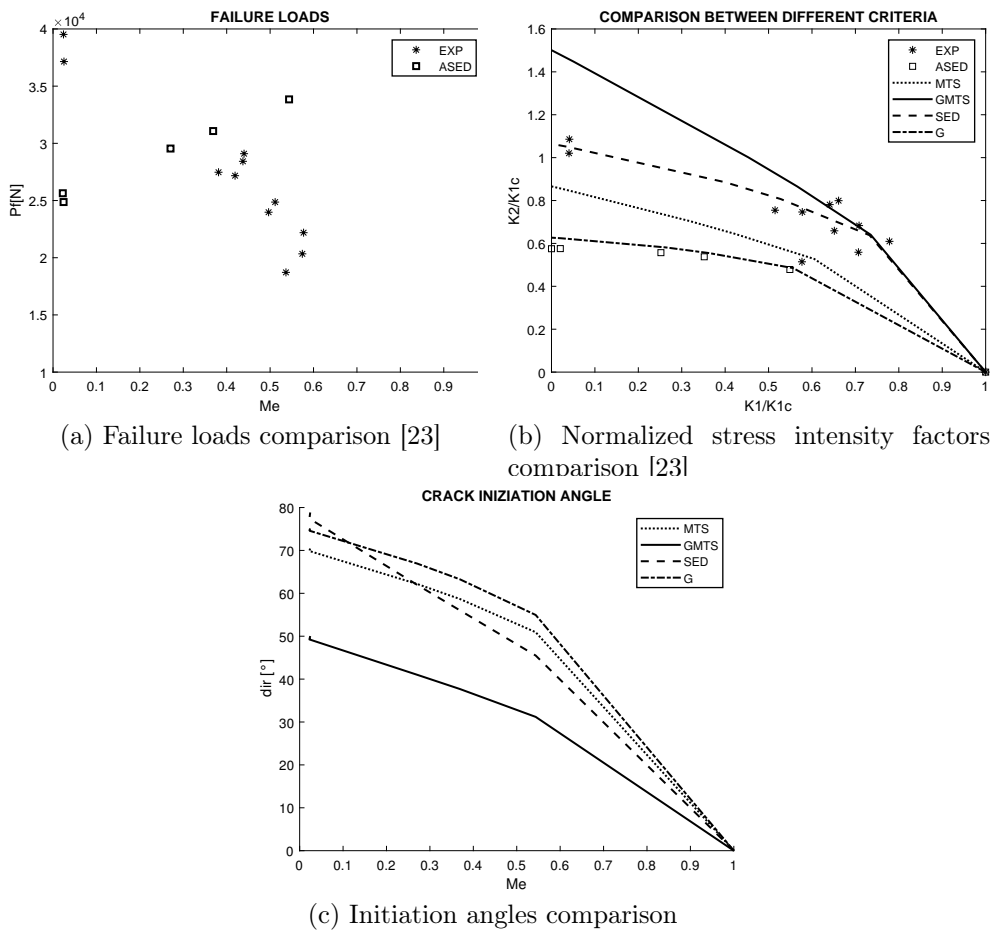 FAILURE LOADS
×10⁴
4
3.5
3
2.5
2
1.5
1
Pf[N]
EXP
ASED
0
0.1
0.2
0.3
0.4
0.5
0.6
0.7
0.8
0.9
Me
(a) Failure loads comparison [23]
COMPARISON BETWEEN DIFFERENT CRITERIA
1.6
1.4
1.2
1
0.8
0.6
0.4
0.2
0
K2/K1c
EXP
ASED
MTS
GMTS
SED
G
0
0.1
0.2
0.3
0.4
0.5
0.6
0.7
0.8
0.9
1
K1/K1c
(b) Normalized stress intensity factors
comparison [23]
CRACK INIZIATION ANGLE
80
70
60
50
40
30
20
10
0
dir [°]
MTS
GMTS
SED
G
0
0.1
0.2
0.3
0.4
0.5
0.6
0.7
0.8
0.9
1
Me
(c) Initiation angles comparison